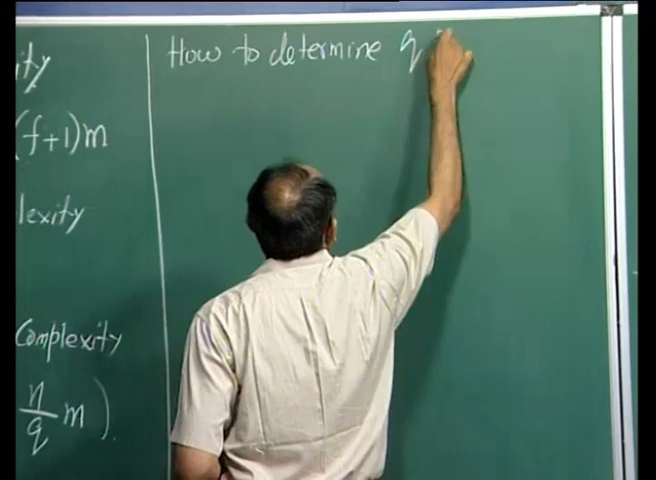 ity
(f+1)m
lexity
Complexity
n/q m).
How to determine q